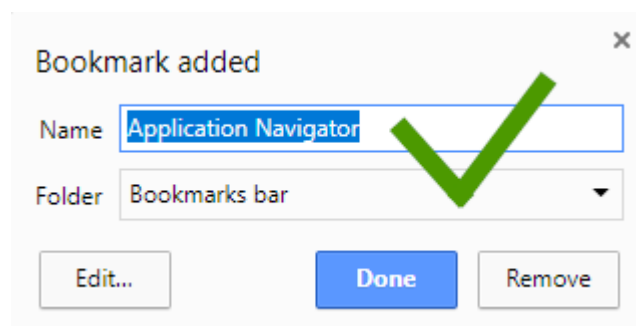 Bookmark added
Name Application Navigator
Folder Bookmarks bar
Edit... Done Remove